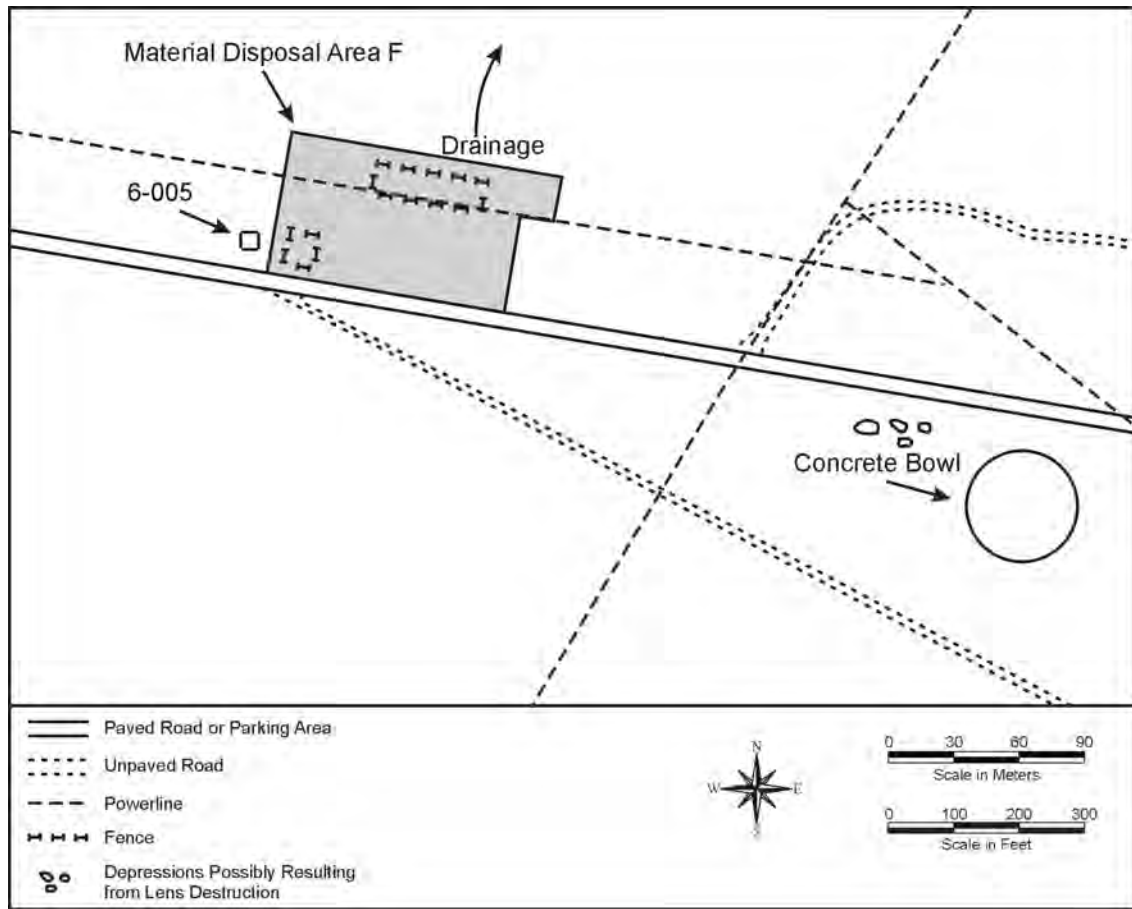 Material Disposal Area F
Drainage
6-005
Concrete Bowl
Paved Road or Parking Area
Unpaved Road
Powerline
Fence
Depressions Possibly Resulting
from Lens Destruction
N
W E
S
0 30 60 90
Scale in Meters
0 100 200 300
Scale in Feet